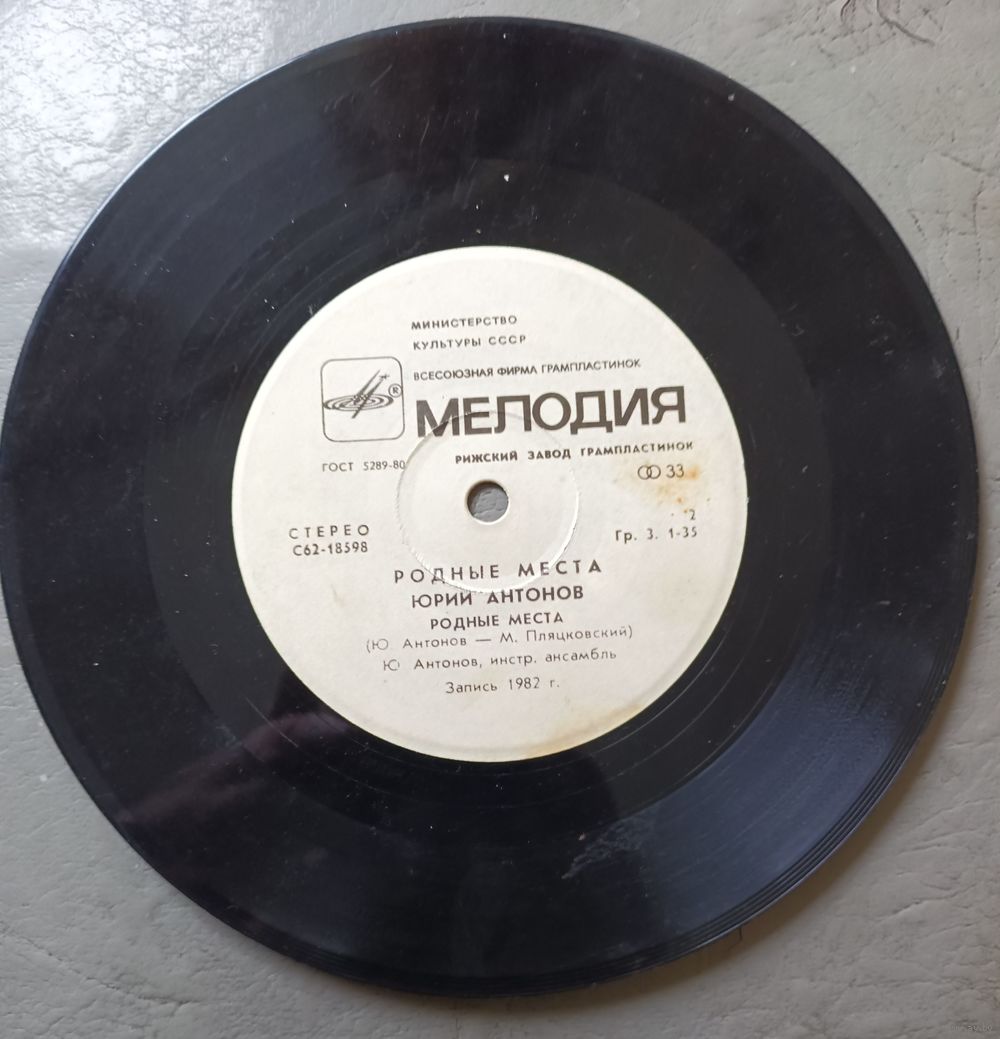 МИНИСТЕРСТВО
КУЛЬТУРЫ СССР
ВСЕСОЮЗНАЯ ФИРМА ГРАМПЛАСТИНОК
®
МЕЛОДИЯ
РИЖСКИЙ ЗАВОД ГРАМПЛАСТИНОК
ГОСТ 5289-80
33
2
СТЕРЕО
Гр. 3. 1-35
С62-18598
РОДНЫЕ МЕСТА
ЮРИЙ АНТОНОВ
РОДНЫЕ МЕСТА
(Ю Антонов — М. Пляцковский)
Ю Антонов, инстр. ансамбль
Запись 1982 г.